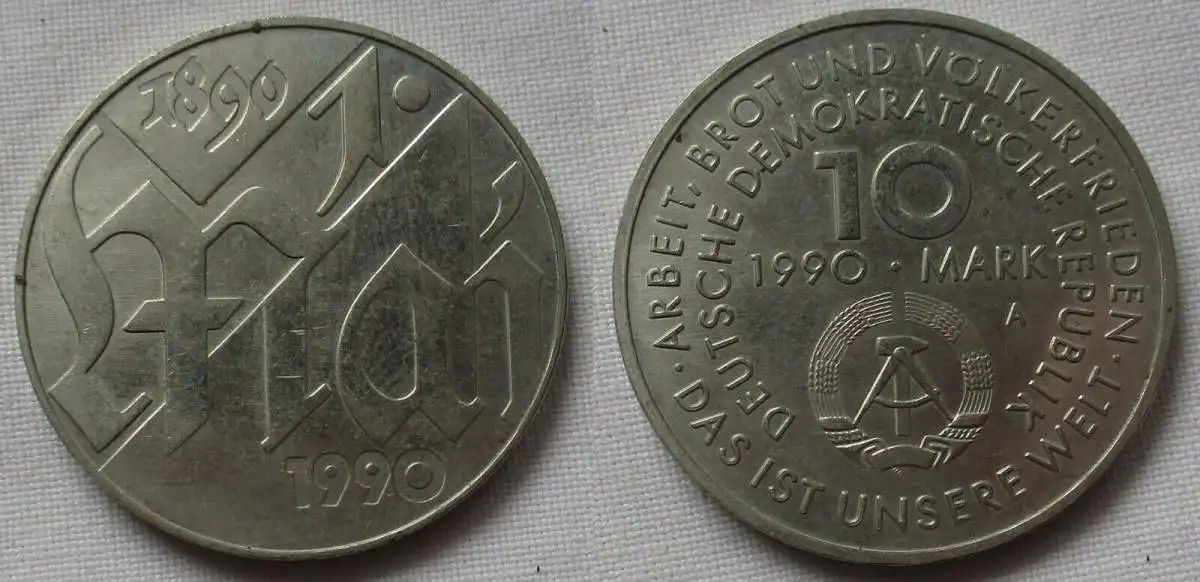 1890
1.
Mai
1990
· ARBEIT, BROT UND VÖLKERFRIEDEN · DAS IST UNSERE WELT
DEUTSCHE DEMOKRATISCHE REPUBLIK
10
1990 · MARK
A